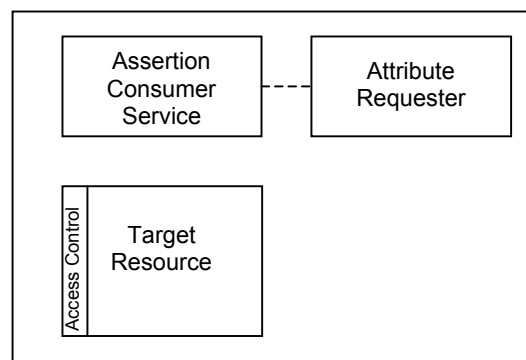 Assertion
Consumer
Service
Attribute
Requester
Access Control
Target
Resource